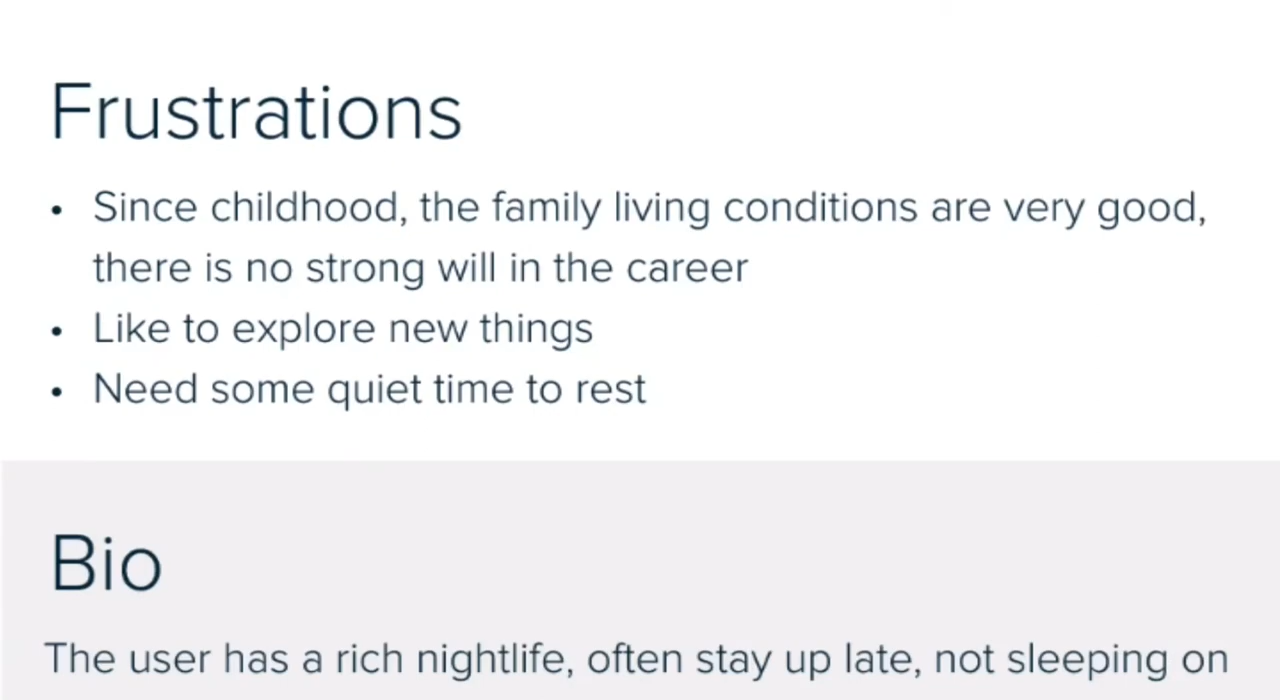 Frustrations
• Since childhood, the family living conditions are very good,
there is no strong will in the career
• Like to explore new things
• Need some quiet time to rest
Bio
The user has a rich nightlife, often stay up late, not sleeping on